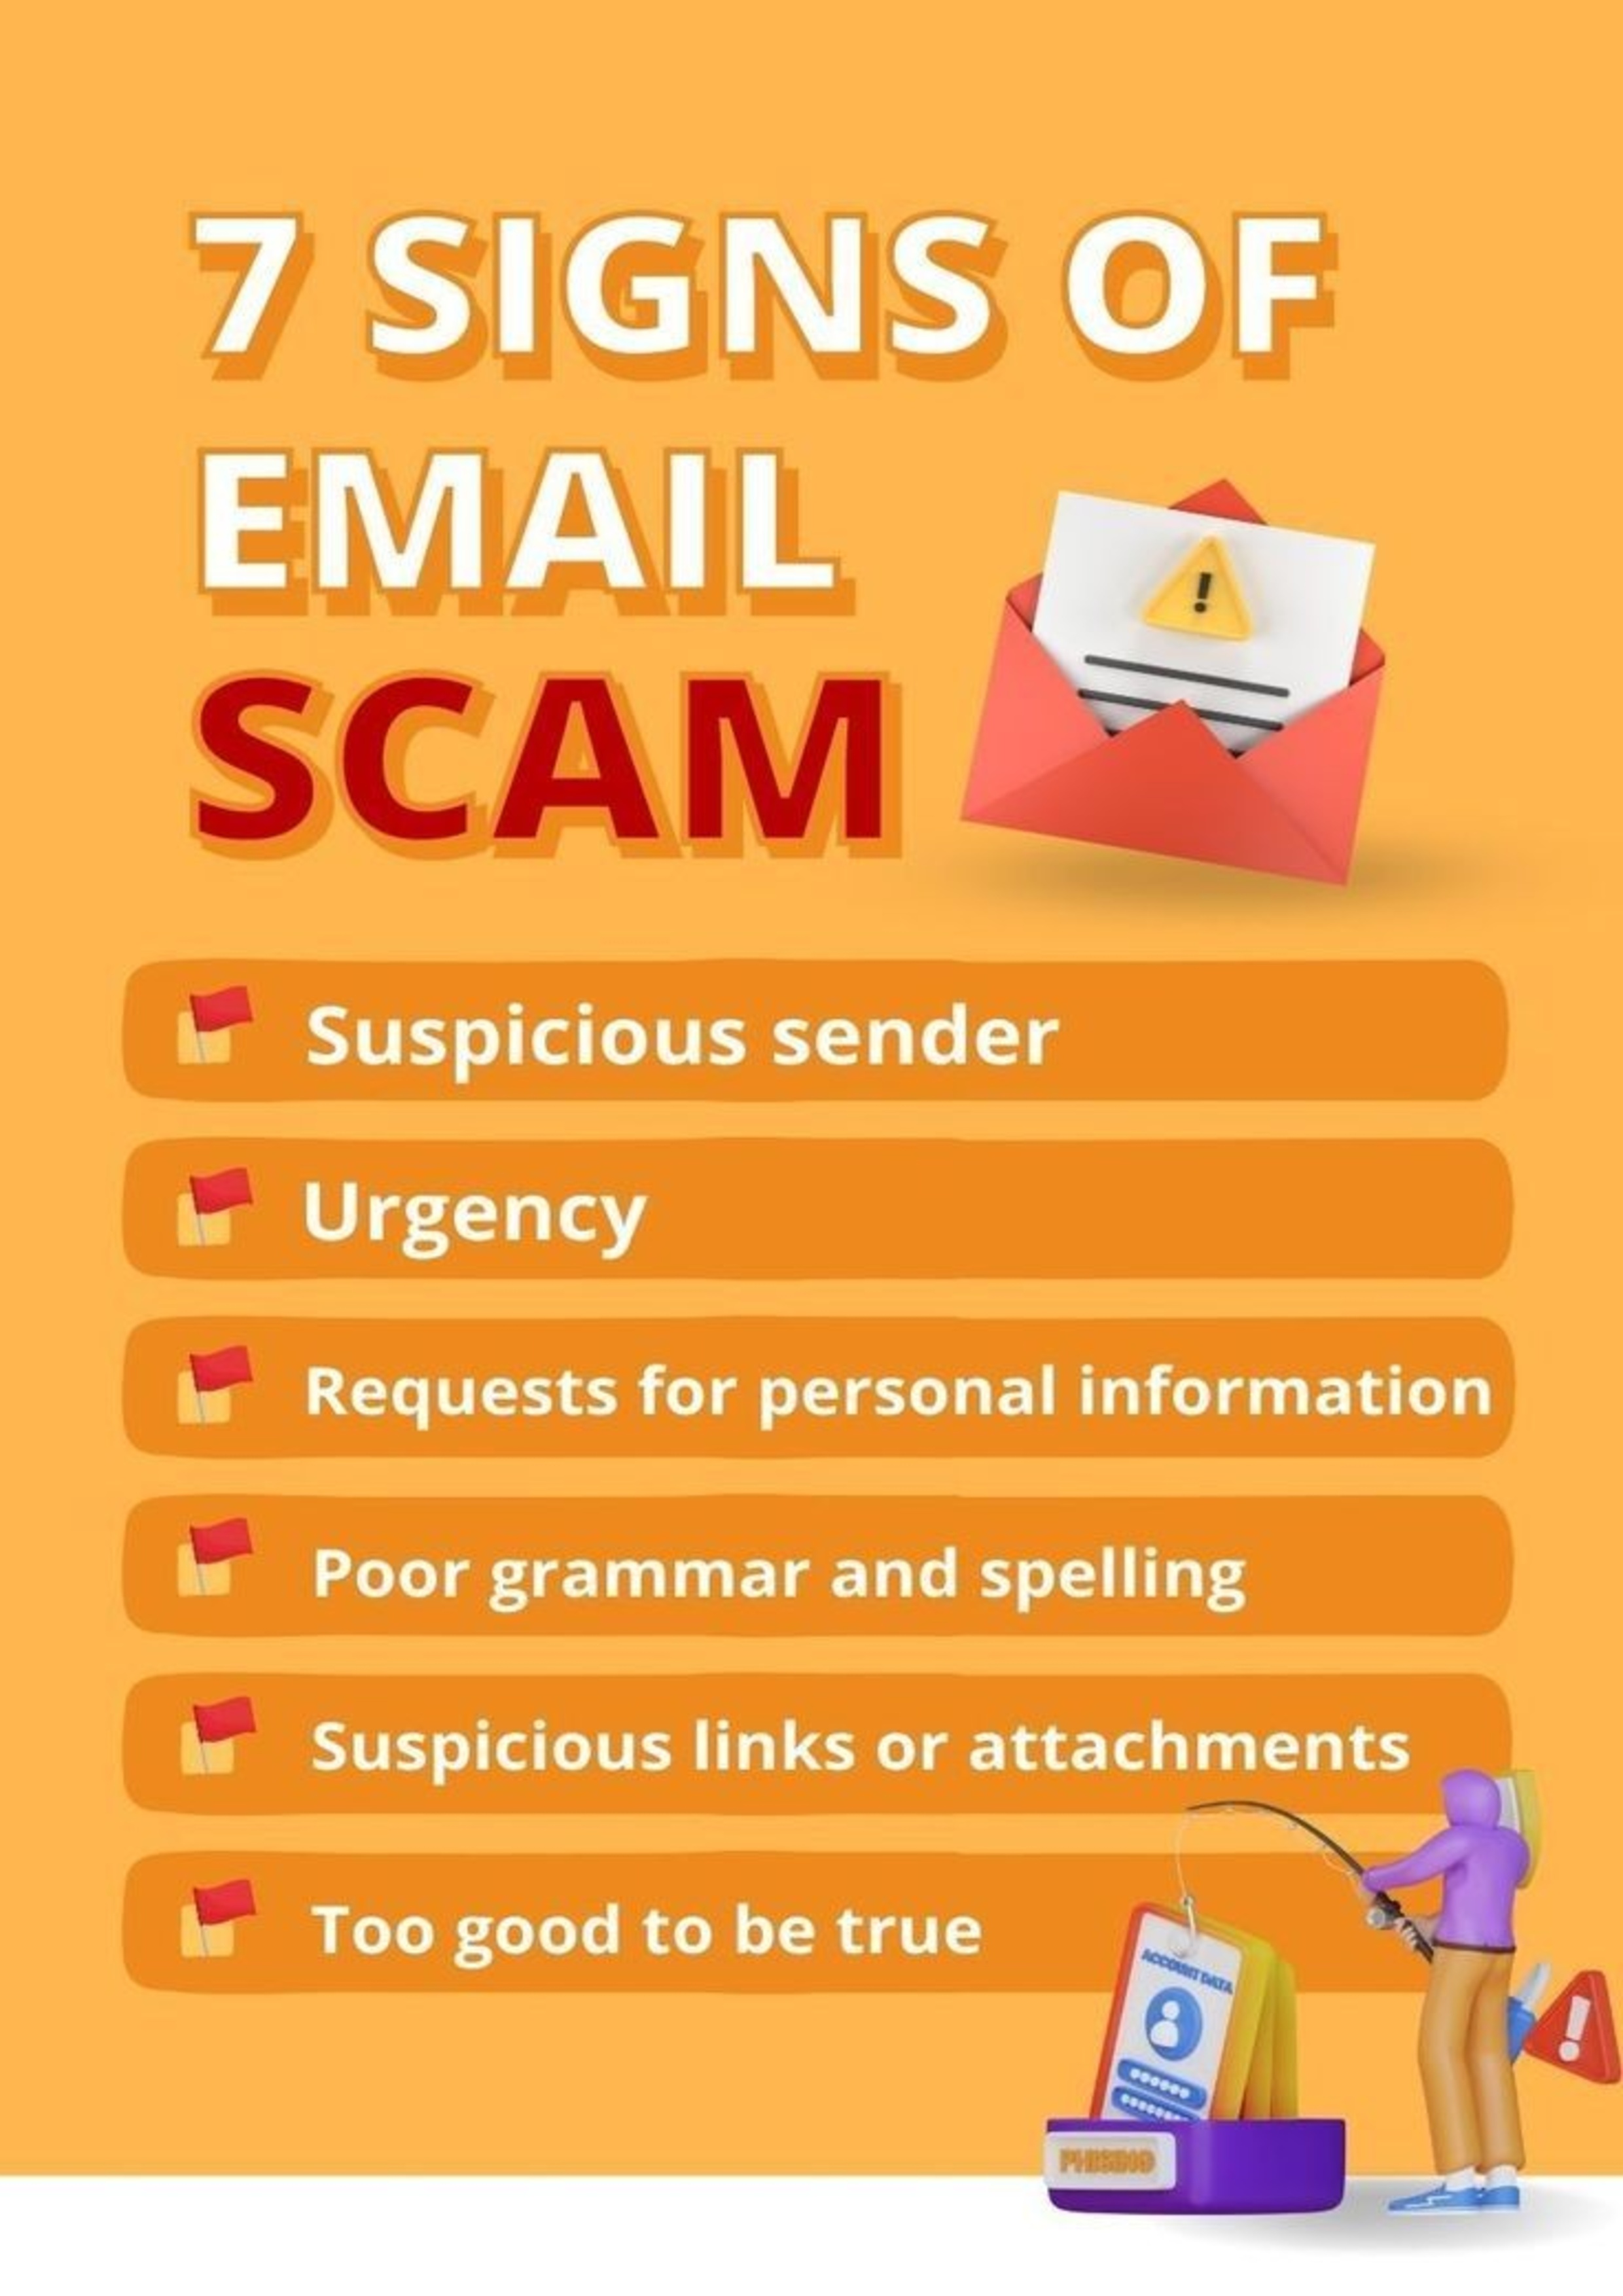 7 SIGNS OF
EMAIL
SCAM
Suspicious sender
Urgency
Requests for personal information
Poor grammar and spelling
Suspicious links or attachments
Too good to be true
ACCOUNT DATA
PHISING